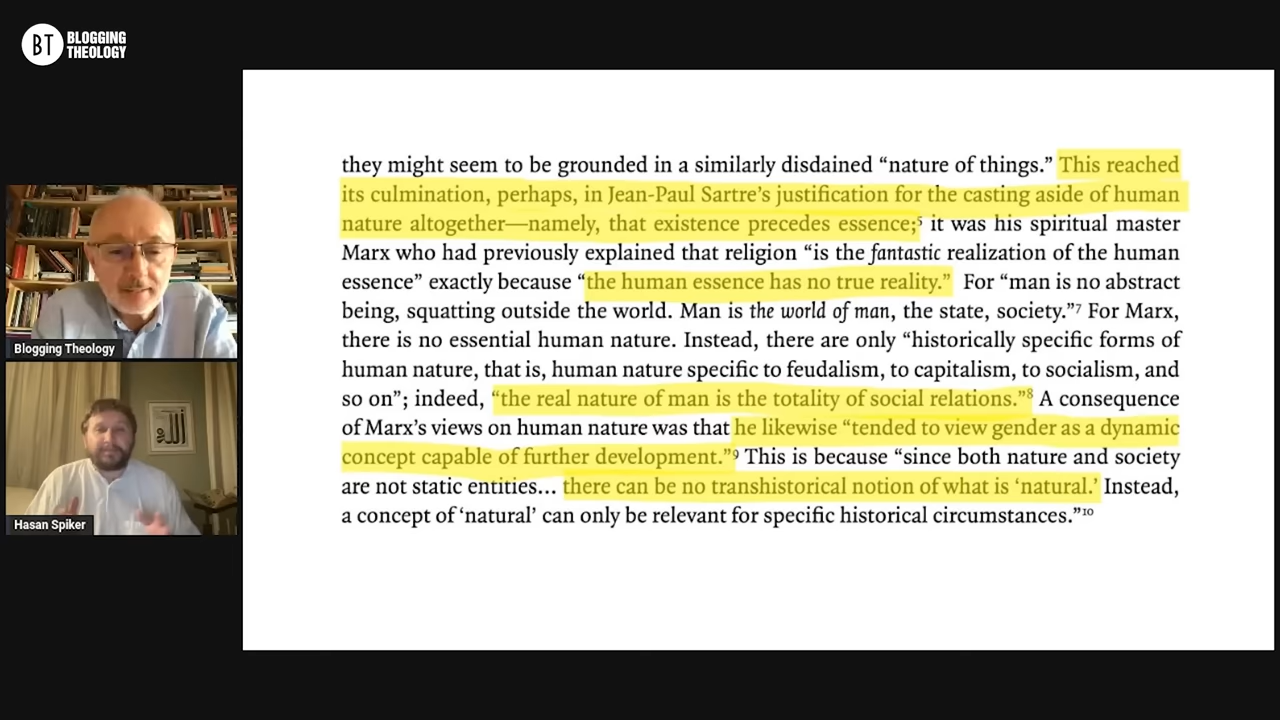 BT BLOGGING
THEOLOGY
they might seem to be grounded in a similarly disdained “nature of things.” This reached
its culmination, perhaps, in Jean-Paul Sartre’s justification for the casting aside of human
nature altogether—namely, that existence precedes essence;⁵ it was his spiritual master
Marx who had previously explained that religion “is the fantastic realization of the human
essence” exactly because “the human essence has no true reality.” For “man is no abstract
being, squatting outside the world. Man is the world of man, the state, society.”⁷ For Marx,
there is no essential human nature. Instead, there are only “historically specific forms of
human nature, that is, human nature specific to feudalism, to capitalism, to socialism, and
so on”; indeed, “the real nature of man is the totality of social relations.”⁸ A consequence
of Marx’s views on human nature was that he likewise “tended to view gender as a dynamic
concept capable of further development.”⁹ This is because “since both nature and society
are not static entities… there can be no transhistorical notion of what is ‘natural.’ Instead,
a concept of ‘natural’ can only be relevant for specific historical circumstances.”¹⁰
Blogging Theology
Hasan Spiker